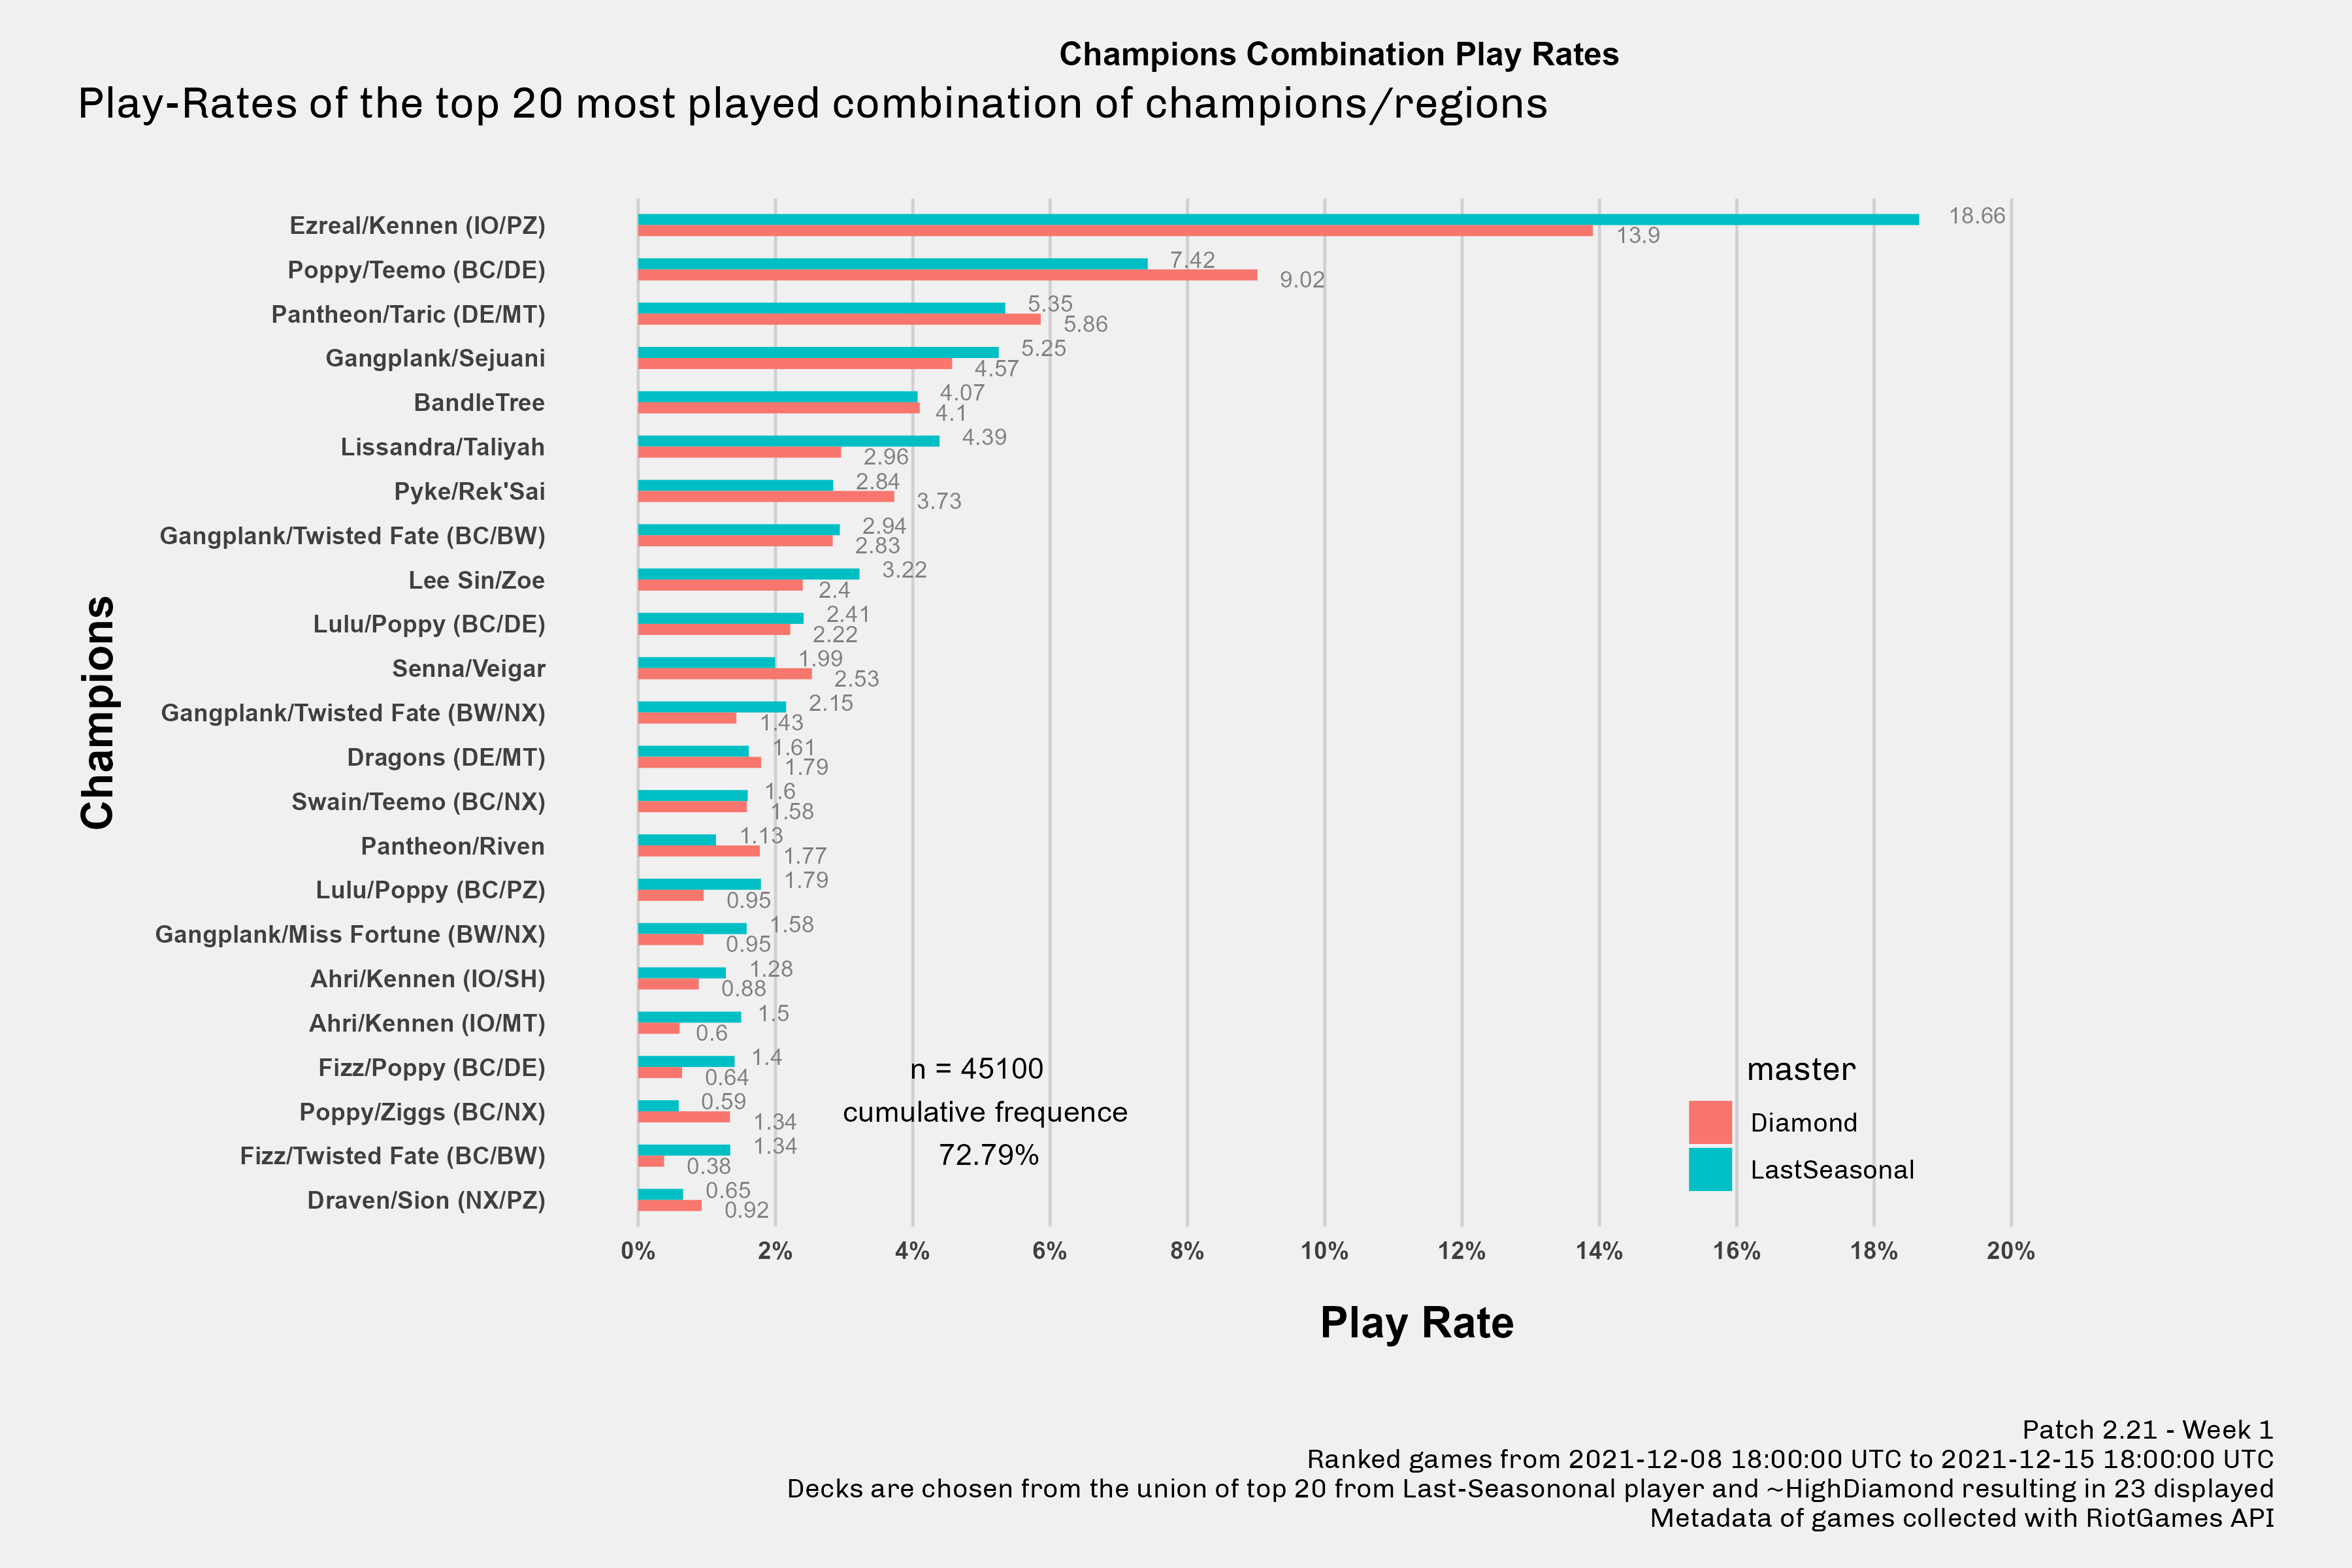 Champions Combination Play Rates
Play-Rates of the top 20 most played combination of champions/regions
Champions
Ezreal/Kennen (IO/PZ)
18.66
13.9
Poppy/Teemo (BC/DE)
7.42
9.02
Pantheon/Taric (DE/MT)
5.35
5.86
Gangplank/Sejuani
5.25
4.57
BandleTree
4.07
4.1
Lissandra/Taliyah
4.39
2.96
Pyke/Rek'Sai
2.84
3.73
Gangplank/Twisted Fate (BC/BW)
2.94
2.83
Lee Sin/Zoe
3.22
2.4
Lulu/Poppy (BC/DE)
2.41
2.22
Senna/Veigar
1.99
2.53
Gangplank/Twisted Fate (BW/NX)
2.15
1.43
Dragons (DE/MT)
1.61
1.79
Swain/Teemo (BC/NX)
1.6
1.58
Pantheon/Riven
1.13
1.77
Lulu/Poppy (BC/PZ)
1.79
0.95
Gangplank/Miss Fortune (BW/NX)
1.58
0.95
Ahri/Kennen (IO/SH)
1.28
0.88
Ahri/Kennen (IO/MT)
1.5
0.6
Fizz/Poppy (BC/DE)
1.4
0.64
Poppy/Ziggs (BC/NX)
0.59
1.34
Fizz/Twisted Fate (BC/BW)
1.34
0.38
Draven/Sion (NX/PZ)
0.65
0.92
n = 45100
cumulative frequence
72.79%
master
Diamond
LastSeasonal
0% 2% 4% 6% 8% 10% 12% 14% 16% 18% 20%
Play Rate
Patch 2.21 - Week 1
Ranked games from 2021-12-08 18:00:00 UTC to 2021-12-15 18:00:00 UTC
Decks are chosen from the union of top 20 from Last-Seasononal player and ~HighDiamond resulting in 23 displayed
Metadata of games collected with RiotGames API